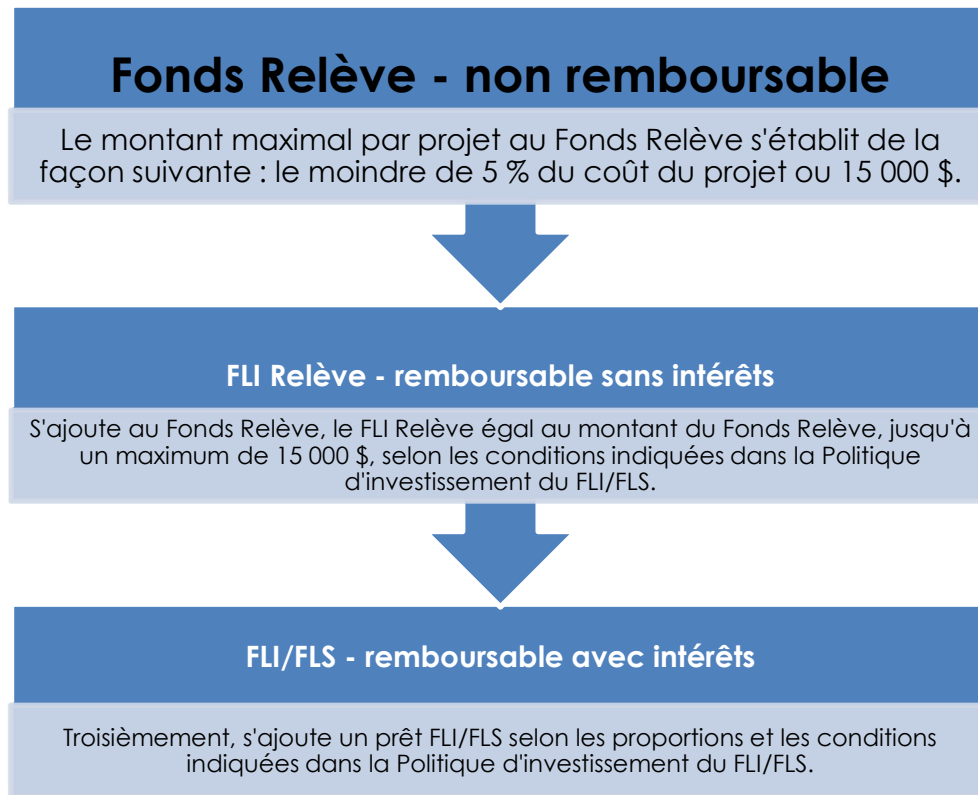 Fonds Relève - non remboursable
Le montant maximal par projet au Fonds Relève s'établit de la
façon suivante : le moindre de 5 % du coût du projet ou 15 000 $.
FLI Relève - remboursable sans intérêts
S'ajoute au Fonds Relève, le FLI Relève égal au montant du Fonds Relève, jusqu'à
un maximum de 15 000 $, selon les conditions indiquées dans la Politique
d'investissement du FLI/FLS.
FLI/FLS - remboursable avec intérêts
Troisièmement, s'ajoute un prêt FLI/FLS selon les proportions et les conditions
indiquées dans la Politique d'investissement du FLI/FLS.